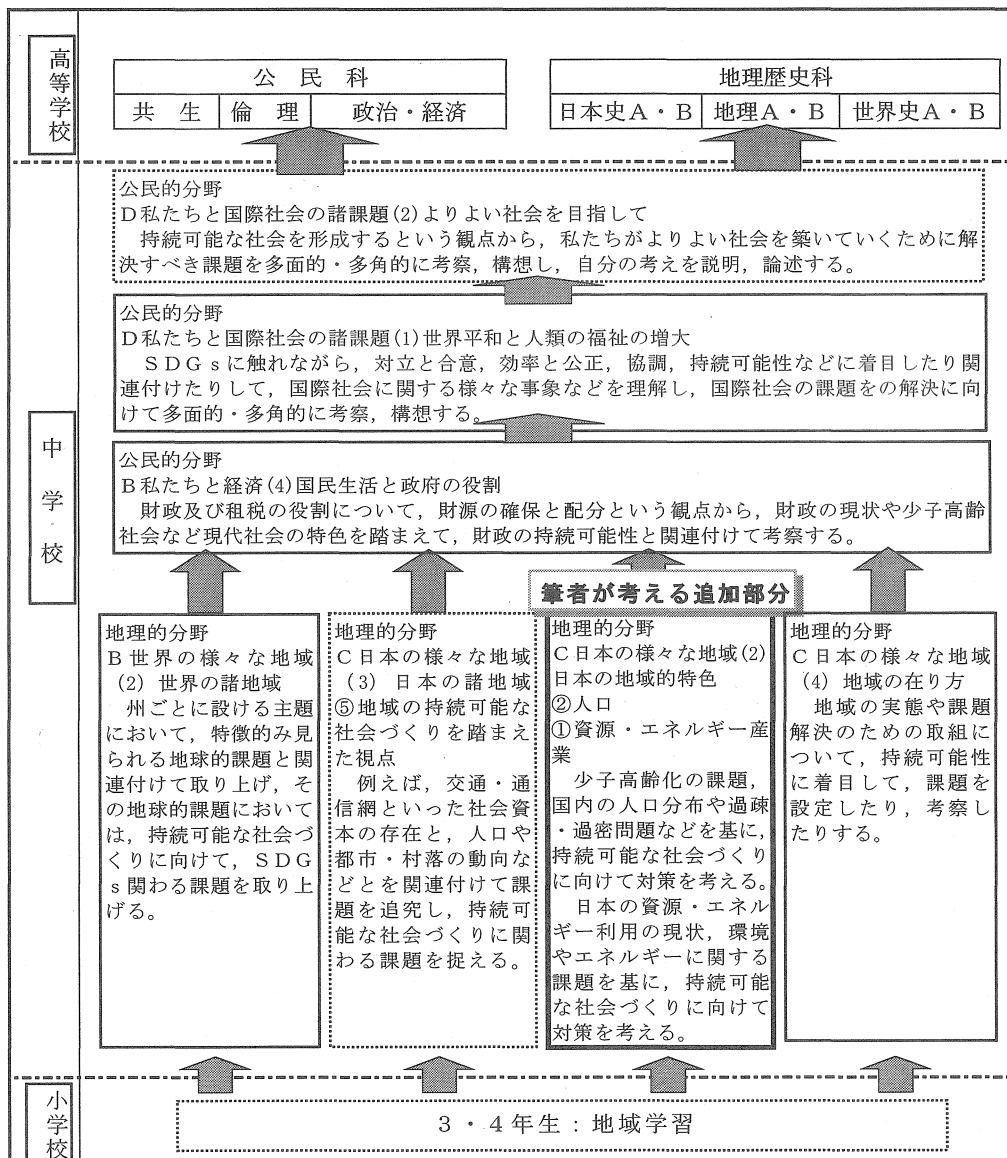 高等学校
公民科
共生 倫理 政治・経済
地理歴史科
日本史A・B 地理A・B 世界史A・B
中学校
公民的分野
D私たちと国際社会の諸課題(2)よりよい社会を目指して
持続可能な社会を形成するという観点から，私たちがよりよい社会を築いていくために解
決すべき課題を多面的・多角的に考察，構想し，自分の考えを説明，論述する。
公民的分野
D私たちと国際社会の諸課題(1)世界平和と人類の福祉の増大
SDGsに触れながら，対立と合意，効率と公正，協調，持続可能性などに着目したり関
連付けたりして，国際社会に関する様々な事象などを理解し，国際社会の課題をの解決に向
けて多面的・多角的に考察，構想する。
公民的分野
B私たちと経済(4)国民生活と政府の役割
財政及び租税の役割について，財源の確保と配分という観点から，財政の現状や少子高齢
社会など現代社会の特色を踏まえて，財政の持続可能性と関連付けて考察する。
地理的分野
B世界の様々な地域
(2) 世界の諸地域
州ごとに設ける主題
において，特徴的み見
られる地球的課題と関
連付けて取り上げ，そ
の地球的課題において
は，持続可能な社会づ
くりに向けて，SDG
s関わる課題を取り上
げる。
地理的分野
C日本の様々な地域
(3) 日本の諸地域
⑤地域の持続可能な
社会づくりを踏まえ
た視点
例えば，交通・通
信網といった社会資
本の存在と，人口や
都市・村落の動向な
どとを関連付けて課
題を追究し，持続可
能な社会づくりに関
わる課題を捉える。
筆者が考える追加部分
地理的分野
C日本の様々な地域(2)
日本の地域的特色
②人口
①資源・エネルギー産
業
少子高齢化の課題，
国内の人口分布や過疎
・過密問題などを基に，
持続可能な社会づくり
に向けて対策を考える。
日本の資源・エネル
ギー利用の現状，環境
やエネルギーに関する
課題を基に，持続可能
な社会づくりに向けて
対策を考える。
地理的分野
C日本の様々な地域
(4) 地域の在り方
地域の実態や課題
解決のための取組に
ついて，持続可能性
に着目して，課題を
設定したり，考察し
たりする。
小学校
3・4年生：地域学習